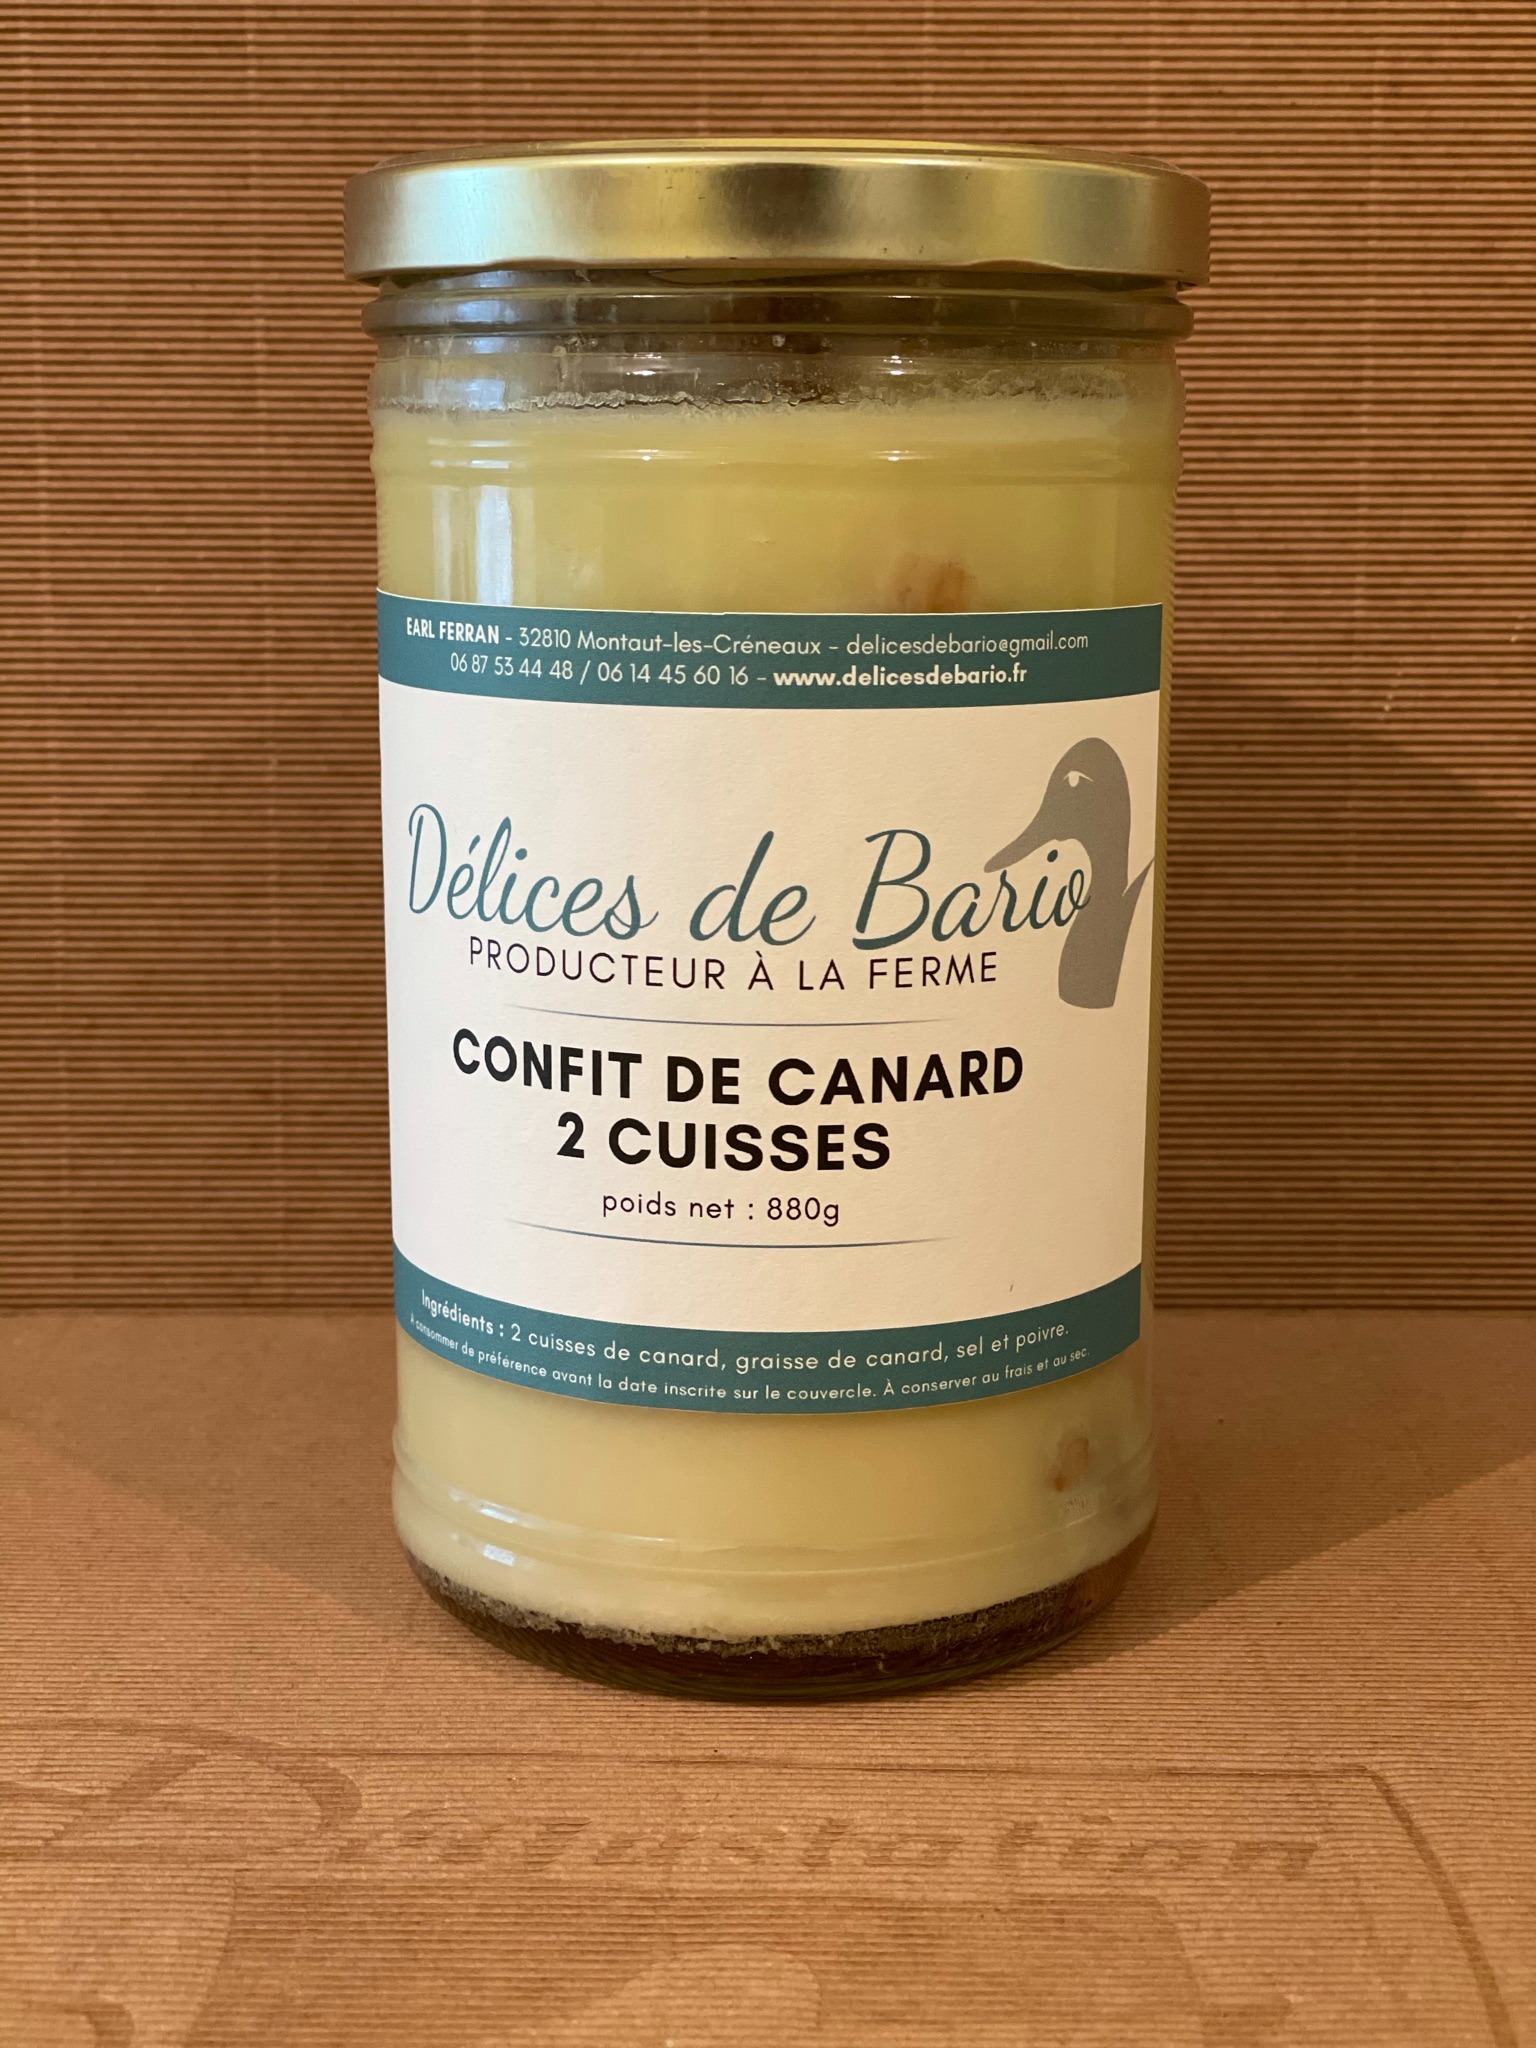 EARL FERRAN - 32810 Montaut-les-Créneaux - delicesdebario@gmail.com
06 87 53 44 48 / 06 14 45 60 16 - www.delicesdebario.fr
Délices de Bario
PRODUCTEUR À LA FERME
CONFIT DE CANARD
2 CUISSES
poids net : 880g
Ingrédients : 2 cuisses de canard, graisse de canard, sel et poivre.
À consommer de préférence avant la date inscrite sur le couvercle. À conserver au frais et au sec.
Dégustation